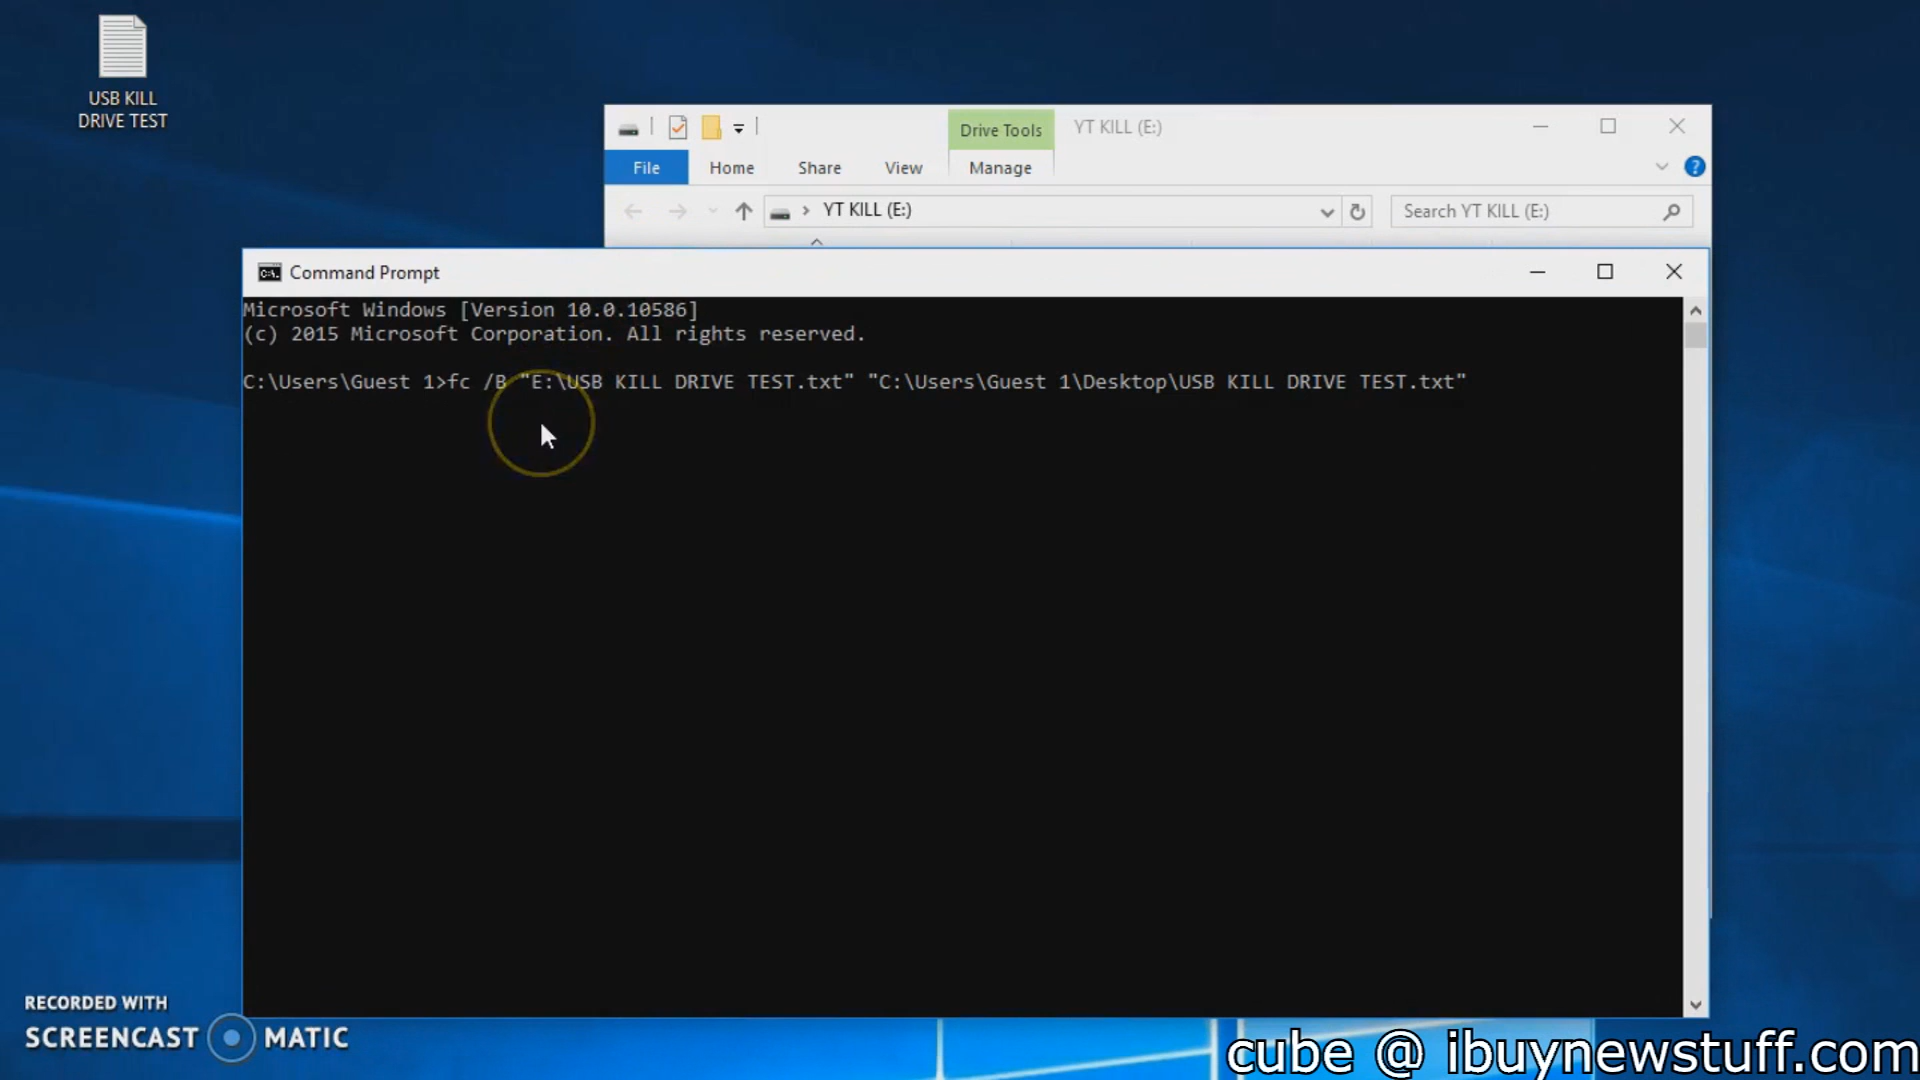 USB KILL
DRIVE TEST
Drive Tools
YT KILL (E:)
File
Home
Share
View
Manage
YT KILL (E:)
Search YT KILL (E:)
Command Prompt
Microsoft Windows [Version 10.0.10586]
(c) 2015 Microsoft Corporation. All rights reserved.
C:\Users\Guest 1>fc /B "E:\USB KILL DRIVE TEST.txt" "C:\Users\Guest 1\Desktop\USB KILL DRIVE TEST.txt"
RECORDED WITH
SCREENCAST MATIC
cube @ ibuynewstuff.com